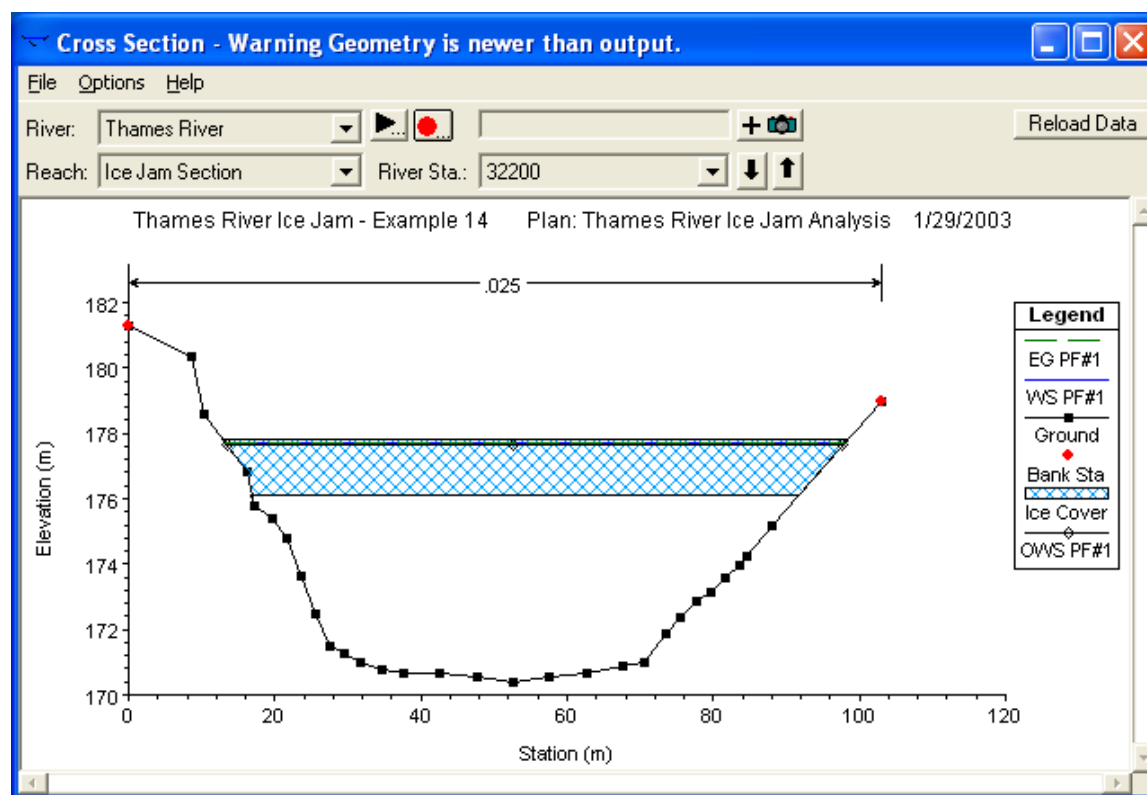 Cross Section - Warning Geometry is newer than output.
File Options Help
River: Thames River ... ... Reload Data
Reach: Ice Jam Section River Sta.: 32200
Thames River Ice Jam - Example 14 Plan: Thames River Ice Jam Analysis 1/29/2003
.025
Elevation (m)
182
180
178
176
174
172
170
0 20 40 60 80 100 120
Station (m)
Legend
EG PF#1
WS PF#1
Ground
Bank Sta
Ice Cover
OWS PF#1